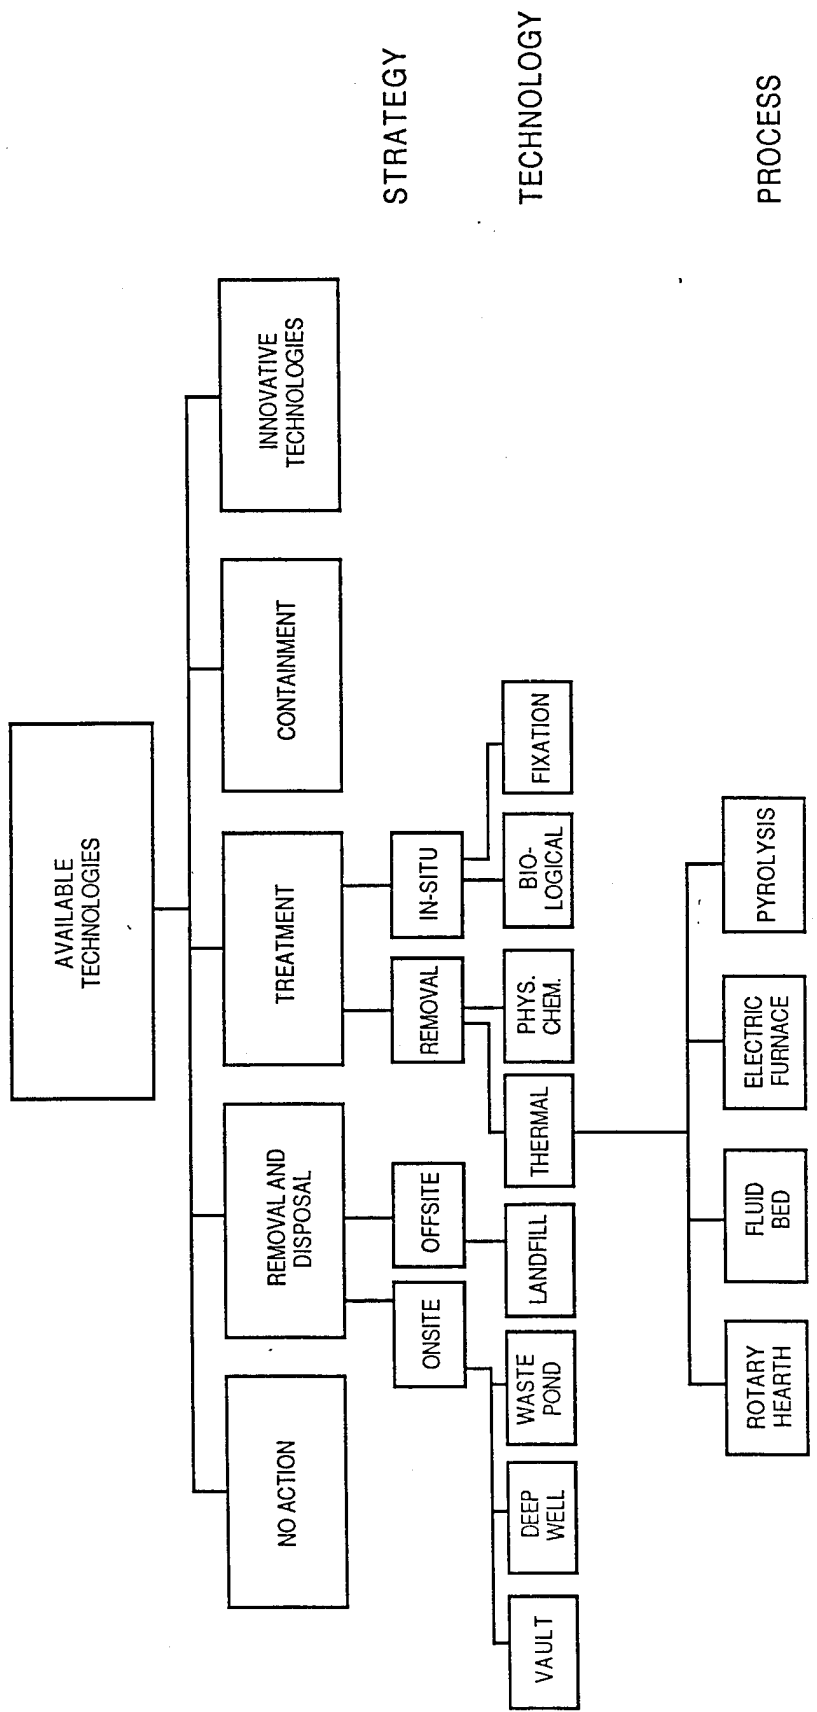 AVAILABLE
TECHNOLOGIES
NO ACTION
REMOVAL AND
DISPOSAL
TREATMENT
CONTAINMENT
INNOVATIVE
TECHNOLOGIES
ONSITE
OFFSITE
REMOVAL
IN-SITU
STRATEGY
VAULT
DEEP
WELL
WASTE
POND
LANDFILL
THERMAL
PHYS.
CHEM.
BIO-
LOGICAL
FIXATION
TECHNOLOGY
ROTARY
HEARTH
FLUID
BED
ELECTRIC
FURNACE
PYROLYSIS
PROCESS